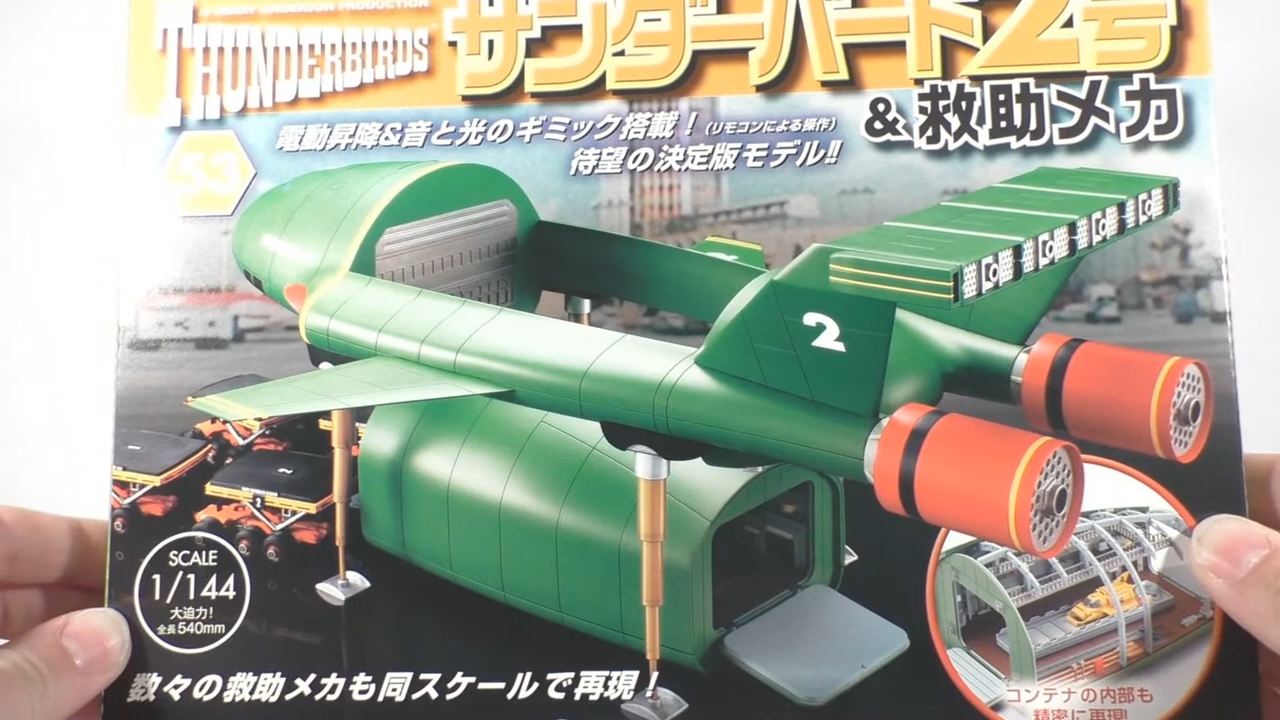 A GERRY ANDERSON PRODUCTION
THUNDERBIRDS
サンダーバード2号
&救助メカ
53
電動昇降&音と光のギミック搭載!(リモコンによる操作)
待望の決定版モデル!!
2
SCALE
1/144
大迫力!
全長540mm
数々の救助メカも同スケールで再現!
コンテナの内部も
精密に再現!